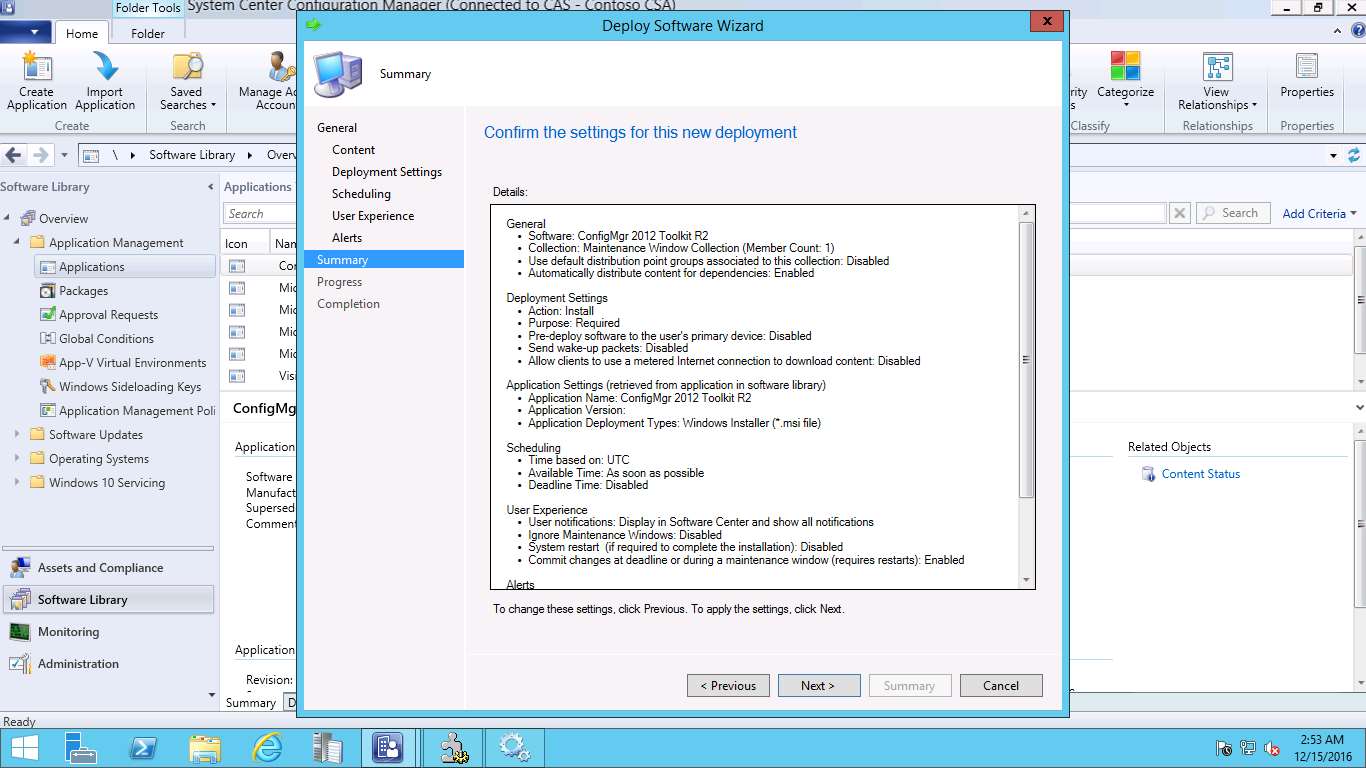 Folder Tools
System Center Configuration Manager (Connected to CAS - Contoso CSA)
Home
Folder
Create Application
Import Application
Saved Searches
Manage Ac
Accoun
Categorize
View Relationships
Properties
Create
Search
Classify
Relationships
Properties
\
Software Library
Overv
Software Library
Overview
Application Management
Applications
Packages
Approval Requests
Global Conditions
App-V Virtual Environments
Windows Sideloading Keys
Application Management Poli
Software Updates
Operating Systems
Windows 10 Servicing
Assets and Compliance
Software Library
Monitoring
Administration
Ready
Applications
Search
Search
Add Criteria
Icon
Nam
Co
Mic
Mic
Mic
Mic
Visi
ConfigMg
Application
Software
Manufact
Supersed
Comment
Application
Revision:
Summary
D
Related Objects
Content Status
Deploy Software Wizard
Summary
General
Content
Deployment Settings
Scheduling
User Experience
Alerts
Summary
Progress
Completion
Confirm the settings for this new deployment
Details:
General
• Software: ConfigMgr 2012 Toolkit R2
• Collection: Maintenance Window Collection (Member Count: 1)
• Use default distribution point groups associated to this collection: Disabled
• Automatically distribute content for dependencies: Enabled
Deployment Settings
• Action: Install
• Purpose: Required
• Pre-deploy software to the user's primary device: Disabled
• Send wake-up packets: Disabled
• Allow clients to use a metered Internet connection to download content: Disabled
Application Settings (retrieved from application in software library)
• Application Name: ConfigMgr 2012 Toolkit R2
• Application Version:
• Application Deployment Types: Windows Installer (*.msi file)
Scheduling
• Time based on: UTC
• Available Time: As soon as possible
• Deadline Time: Disabled
User Experience
• User notifications: Display in Software Center and show all notifications
• Ignore Maintenance Windows: Disabled
• System restart (if required to complete the installation): Disabled
• Commit changes at deadline or during a maintenance window (requires restarts): Enabled
Alerts
To change these settings, click Previous. To apply the settings, click Next.
< Previous
Next >
Summary
Cancel
2:53 AM
12/15/2016